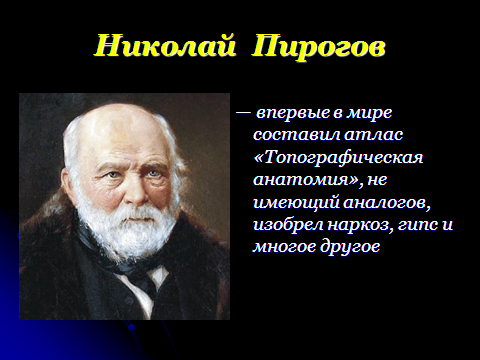 Николай Пирогов
— впервые в мире
составил атлас
«Топографическая
анатомия», не
имеющий аналогов,
изобрел наркоз, гипс и
многое другое